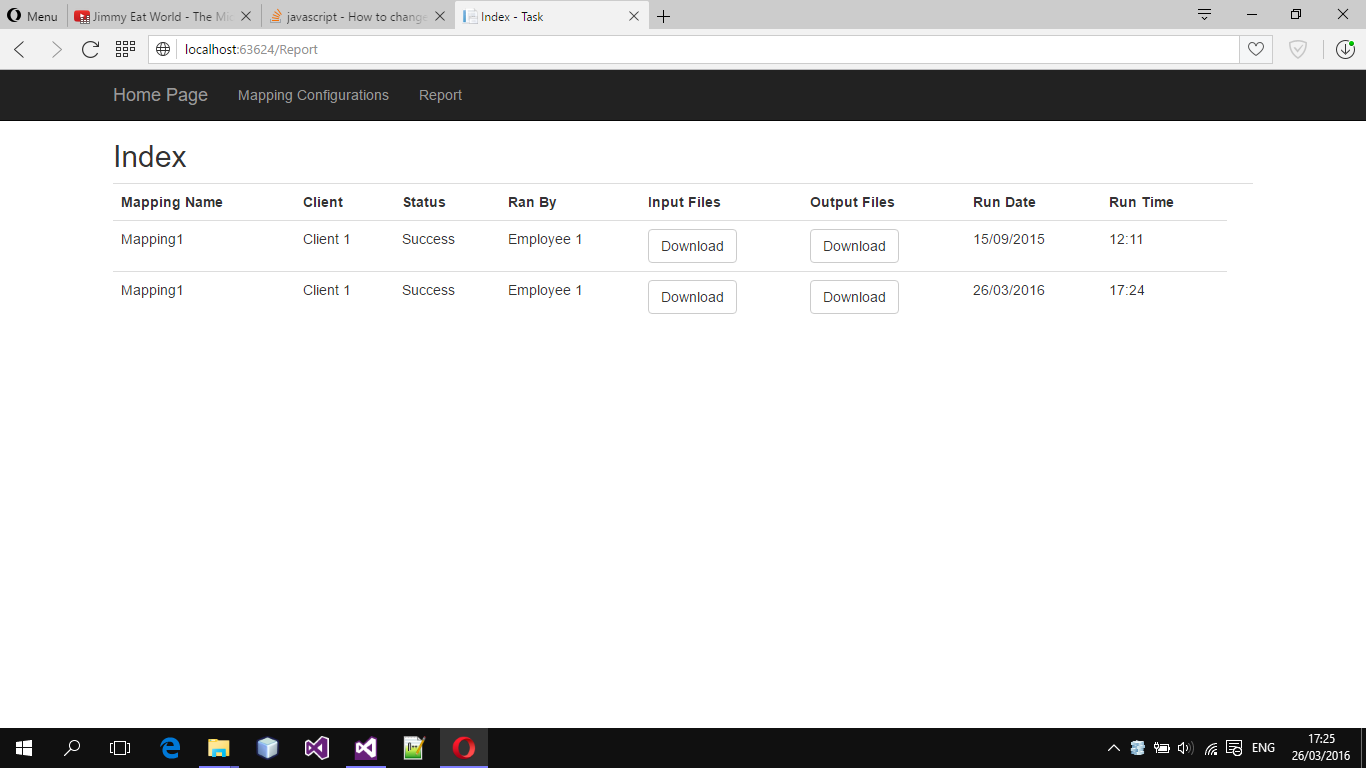 Menu
Jimmy Eat World - The Mi
javascript - How to change
Index - Task
localhost:63624/Report
Home Page Mapping Configurations Report
Index
Mapping Name Client Status Ran By Input Files Output Files Run Date Run Time
Mapping1 Client 1 Success Employee 1 Download Download 15/09/2015 12:11
Mapping1 Client 1 Success Employee 1 Download Download 26/03/2016 17:24
ENG
17:25
26/03/2016